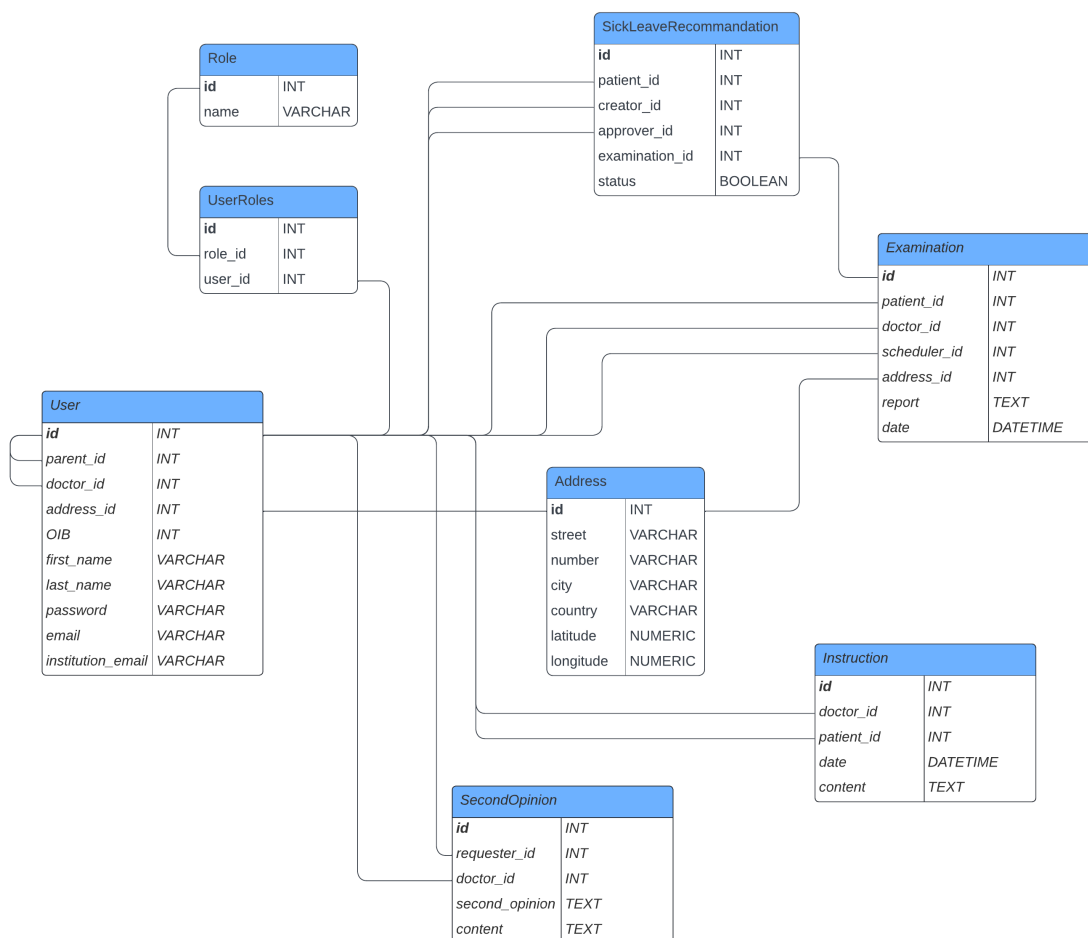 SickLeaveRecommandation
id INT
patient_id INT
creator_id INT
approver_id INT
examination_id INT
status BOOLEAN
Role
id INT
name VARCHAR
UserRoles
id INT
role_id INT
user_id INT
Examination
id INT
patient_id INT
doctor_id INT
scheduler_id INT
address_id INT
report TEXT
date DATETIME
User
id INT
parent_id INT
doctor_id INT
address_id INT
OIB INT
first_name VARCHAR
last_name VARCHAR
password VARCHAR
email VARCHAR
institution_email VARCHAR
Address
id INT
street VARCHAR
number VARCHAR
city VARCHAR
country VARCHAR
latitude NUMERIC
longitude NUMERIC
Instruction
id INT
doctor_id INT
patient_id INT
date DATETIME
content TEXT
SecondOpinion
id INT
requester_id INT
doctor_id INT
second_opinion TEXT
content TEXT